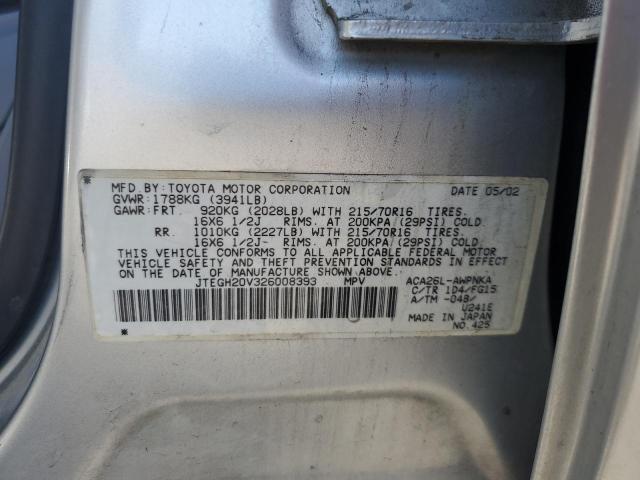 MFD.BY:TOYOTA MOTOR CORPORATION DATE 05/02
GVWR:1788KG (3941LB)
GAWR:FRT. 920KG (2028LB) WITH 215/70R16 TIRES.
16X6 1/2J RIMS. AT 200KPA (29PSI) COLD
RR. 1010KG (2227LB) WITH 215/70R16 TIRES.
16X6 1/2J- RIMS. AT 200KPA (29PSI) COLD
THIS VEHICLE CONFORMS TO ALL APPLICABLE FEDERAL MOTOR
VEHICLE SAFETY AND THEFT PREVENTION STANDARDS IN EFFECT
ON THE DATE OF MANUFACTURE SHOWN ABOVE.
JTEGH20V326008393 MPV ACA26L-AWPNKA
C/TR 1D4/FG15
A/TM -04B/
U241E
MADE IN JAPAN
NO.425